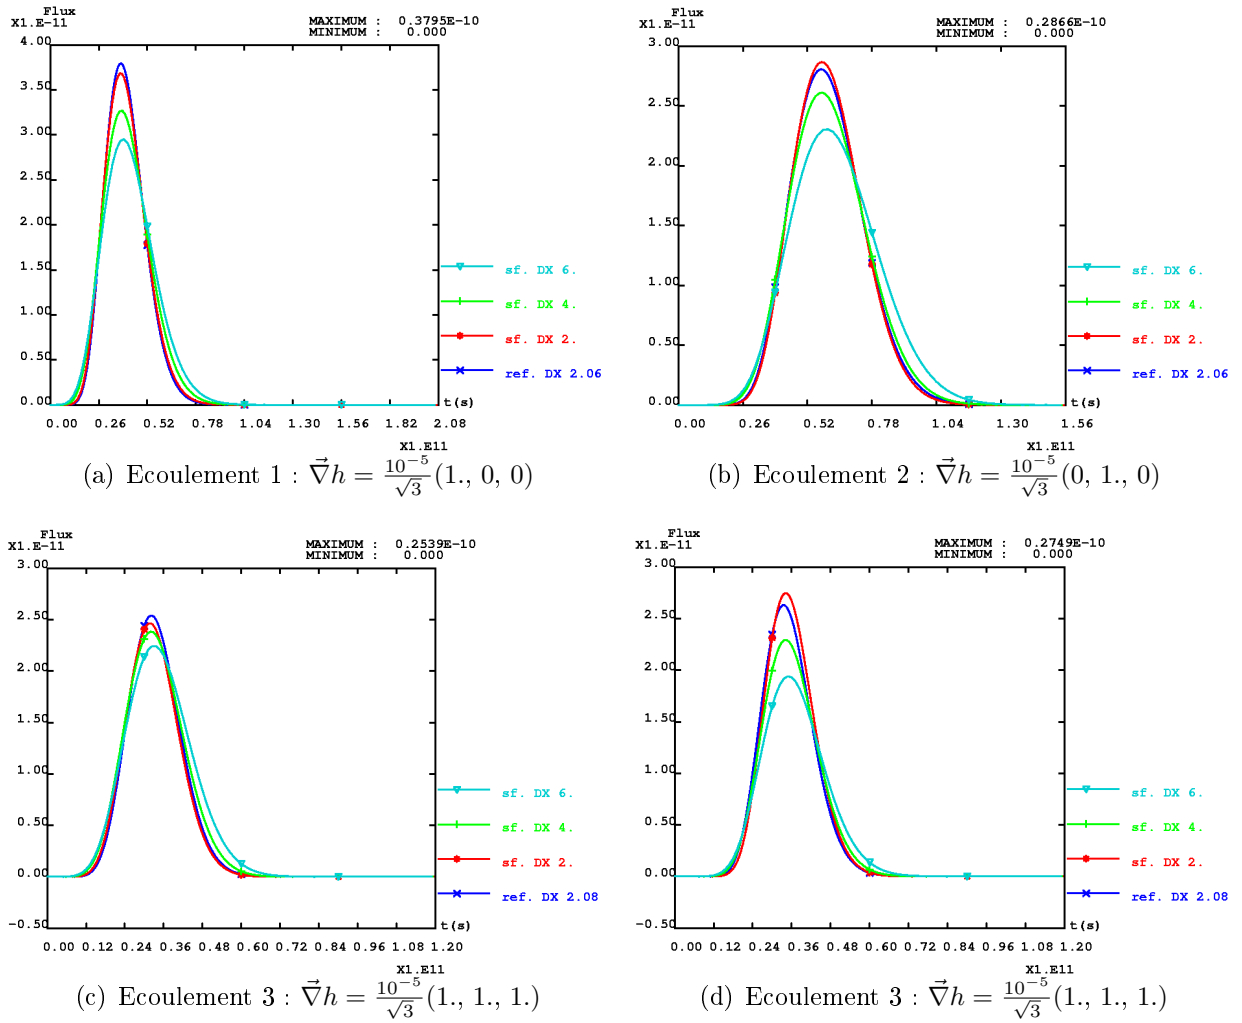 Flux
X1.E-11
MAXIMUM : 0.3795E-10
MINIMUM : 0.000
4.00
3.50
3.00
2.50
2.00
1.50
1.00
0.50
0.00
0.00 0.26 0.52 0.78 1.04 1.30 1.56 1.82 2.08
t(s)
X1.E11
sf. DX 6.
sf. DX 4.
sf. DX 2.
ref. DX 2.06
(a) Ecoulement 1 : ∇⃗h = 10⁻⁵/√3 (1., 0, 0)
Flux
X1.E-11
MAXIMUM : 0.2866E-10
MINIMUM : 0.000
3.00
2.50
2.00
1.50
1.00
0.50
0.00
0.00 0.26 0.52 0.78 1.04 1.30 1.56
t(s)
X1.E11
sf. DX 6.
sf. DX 4.
sf. DX 2.
ref. DX 2.06
(b) Ecoulement 2 : ∇⃗h = 10⁻⁵/√3 (0, 1., 0)
Flux
X1.E-11
MAXIMUM : 0.2539E-10
MINIMUM : 0.000
3.00
2.50
2.00
1.50
1.00
0.50
0.00
-0.50
0.00 0.12 0.24 0.36 0.48 0.60 0.72 0.84 0.96 1.08 1.20
t(s)
X1.E11
sf. DX 6.
sf. DX 4.
sf. DX 2.
ref. DX 2.08
(c) Ecoulement 3 : ∇⃗h = 10⁻⁵/√3 (1., 1., 1.)
Flux
X1.E-11
MAXIMUM : 0.2749E-10
MINIMUM : 0.000
3.00
2.50
2.00
1.50
1.00
0.50
0.00
-0.50
0.00 0.12 0.24 0.36 0.48 0.60 0.72 0.84 0.96 1.08 1.20
t(s)
X1.E11
sf. DX 6.
sf. DX 4.
sf. DX 2.
ref. DX 2.08
(d) Ecoulement 3 : ∇⃗h = 10⁻⁵/√3 (1., 1., 1.)